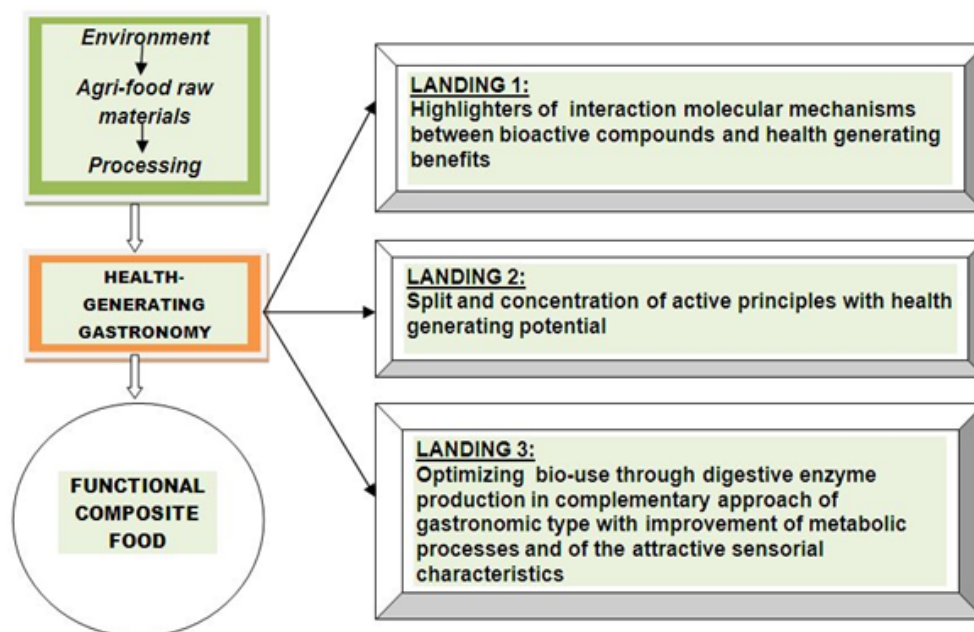 Environment
Agri-food raw
materials
Processing
HEALTH-
GENERATING
GASTRONOMY
FUNCTIONAL
COMPOSITE
FOOD
LANDING 1:
Highlighters of interaction molecular mechanisms
between bioactive compounds and health generating
benefits
LANDING 2:
Split and concentration of active principles with health
generating potential
LANDING 3:
Optimizing bio-use through digestive enzyme
production in complementary approach of
gastronomic type with improvement of metabolic
processes and of the attractive sensorial
characteristics